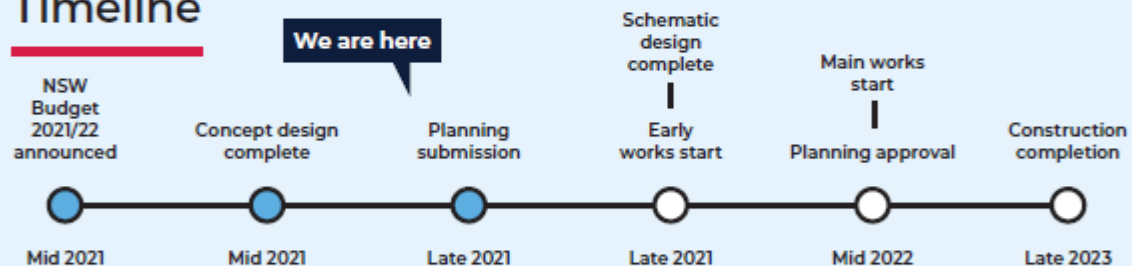 Timeline
We are here
NSW
Budget
2021/22
announced
Concept design
complete
Planning
submission
Schematic
design
complete
Early
works start
Main works
start
Planning approval
Construction
completion
Mid 2021
Mid 2021
Late 2021
Late 2021
Mid 2022
Late 2023